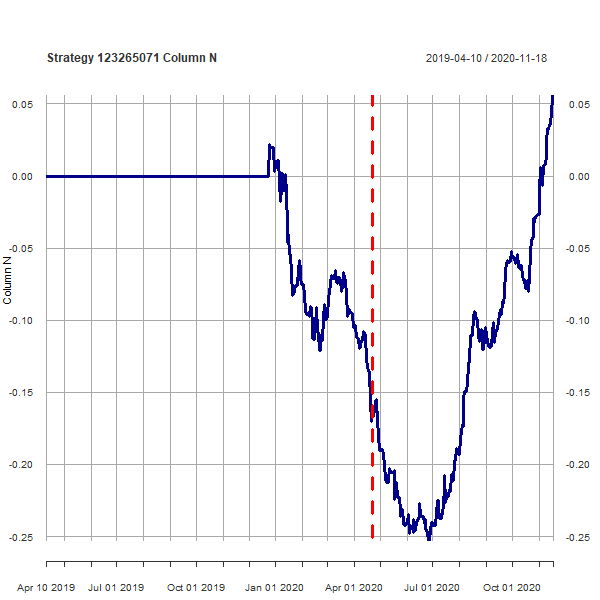 Strategy 123265071 Column N
2019-04-10 / 2020-11-18
0.05
0.05
0.00
0.00
-0.05
-0.05
Column N
-0.10
-0.10
-0.15
-0.15
-0.20
-0.20
-0.25
-0.25
Apr 10 2019
Jul 01 2019
Oct 01 2019
Jan 01 2020
Apr 01 2020
Jul 01 2020
Oct 01 2020